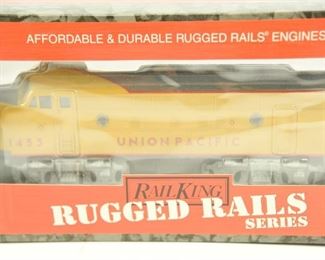 AFFORDABLE & DURABLE RUGGED RAILS® ENGINES
1453
UNION PACIFIC
RAILKING
RUGGED RAILS
SERIES